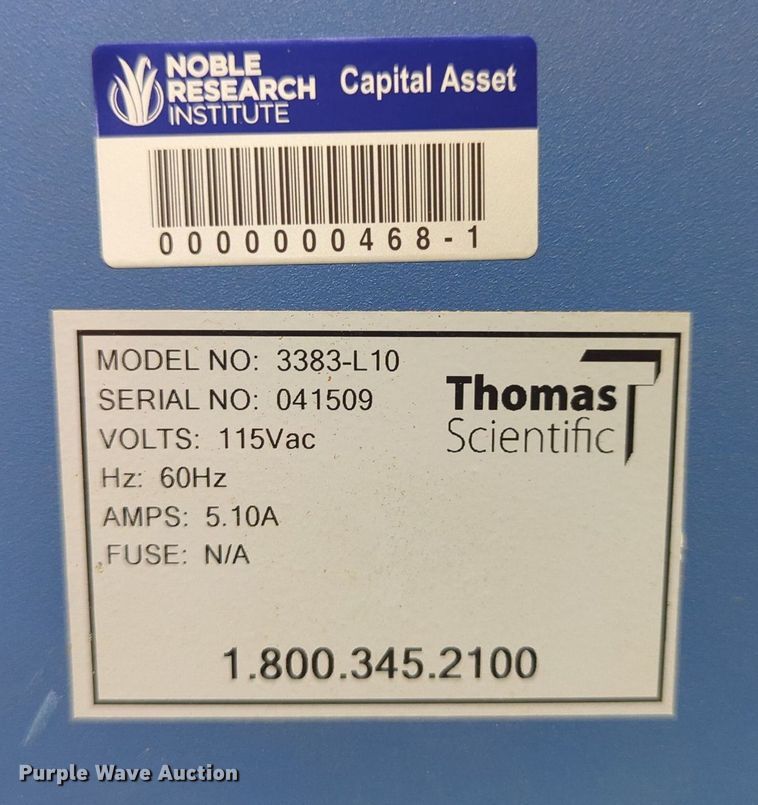 NOBLE
RESEARCH
INSTITUTE
Capital Asset
0000000468-1
MODEL NO: 3383-L10
SERIAL NO: 041509
VOLTS: 115Vac
Hz: 60Hz
AMPS: 5.10A
FUSE: N/A
Thomas
Scientific
1.800.345.2100
Purple Wave Auction